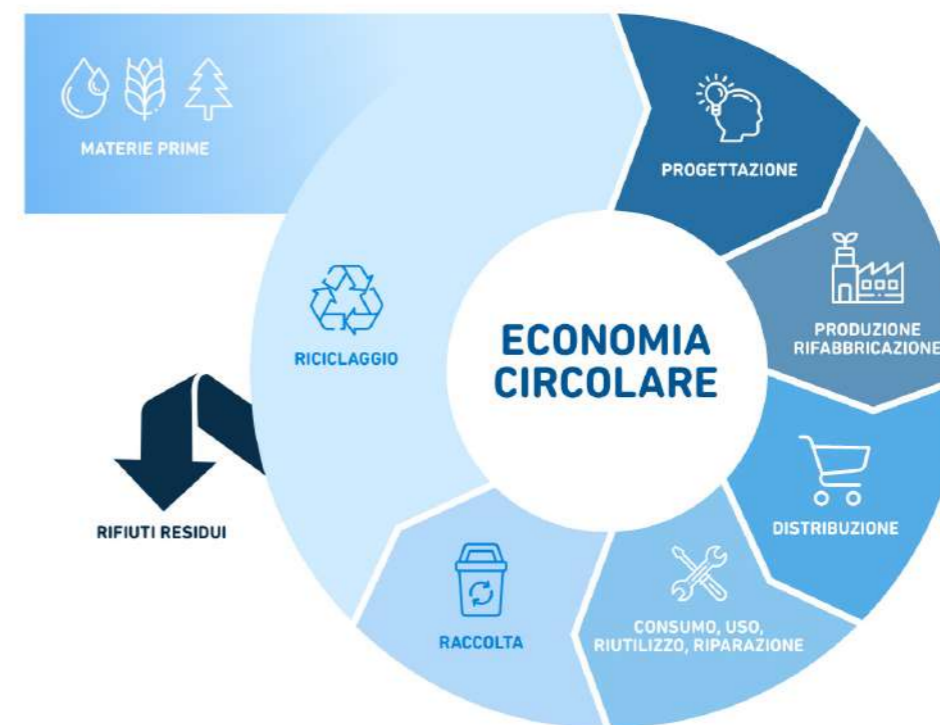 MATERIE PRIME
PROGETTAZIONE
PRODUZIONE
RIFABBRICAZIONE
DISTRIBUZIONE
CONSUMO, USO,
RIUTILIZZO, RIPARAZIONE
RACCOLTA
RICICLAGGIO
RIFIUTI RESIDUI
ECONOMIA
CIRCOLARE